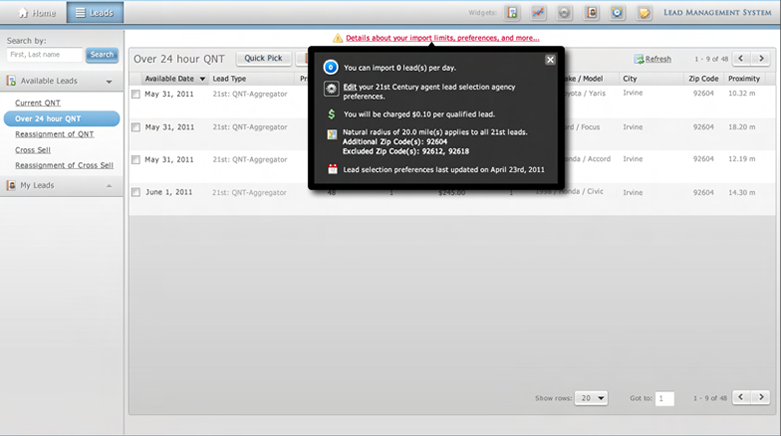 Home
Leads
Widgets:
LEAD MANAGEMENT SYSTEM
Search by:
First, Last name
Search
Available Leads
Current QNT
Over 24 hour QNT
Reassignment of QNT
Cross Sell
Reassignment of Cross Sell
My Leads
Details about your import limits, preferences, and more...
Over 24 hour QNT
Quick Pick
Refresh
1 - 9 of 48
Available Date
Lead Type
Model
City
Zip Code
Proximity
May 31, 2011
21st: QNT-Aggregator
/ Yaris
Irvine
92604
10.32 m
May 31, 2011
21st: QNT-Aggregator
/ Focus
Irvine
92604
18.20 m
May 31, 2011
21st: QNT-Aggregator
/ Accord
Irvine
92604
12.19 m
June 1, 2011
21st: QNT-Aggregator
48
$245.00
/ Civic
Irvine
92604
14.30 m
You can import 0 lead(s) per day.
Edit your 21st Century agent lead selection agency
preferences.
You will be charged $0.10 per qualified lead.
Natural radius of 20.0 mile(s) applies to all 21st leads.
Additional Zip Code(s): 92604
Excluded Zip Code(s): 92612, 92618
Lead selection preferences last updated on April 23rd, 2011
Show rows:
20
Got to:
1
1 - 9 of 48